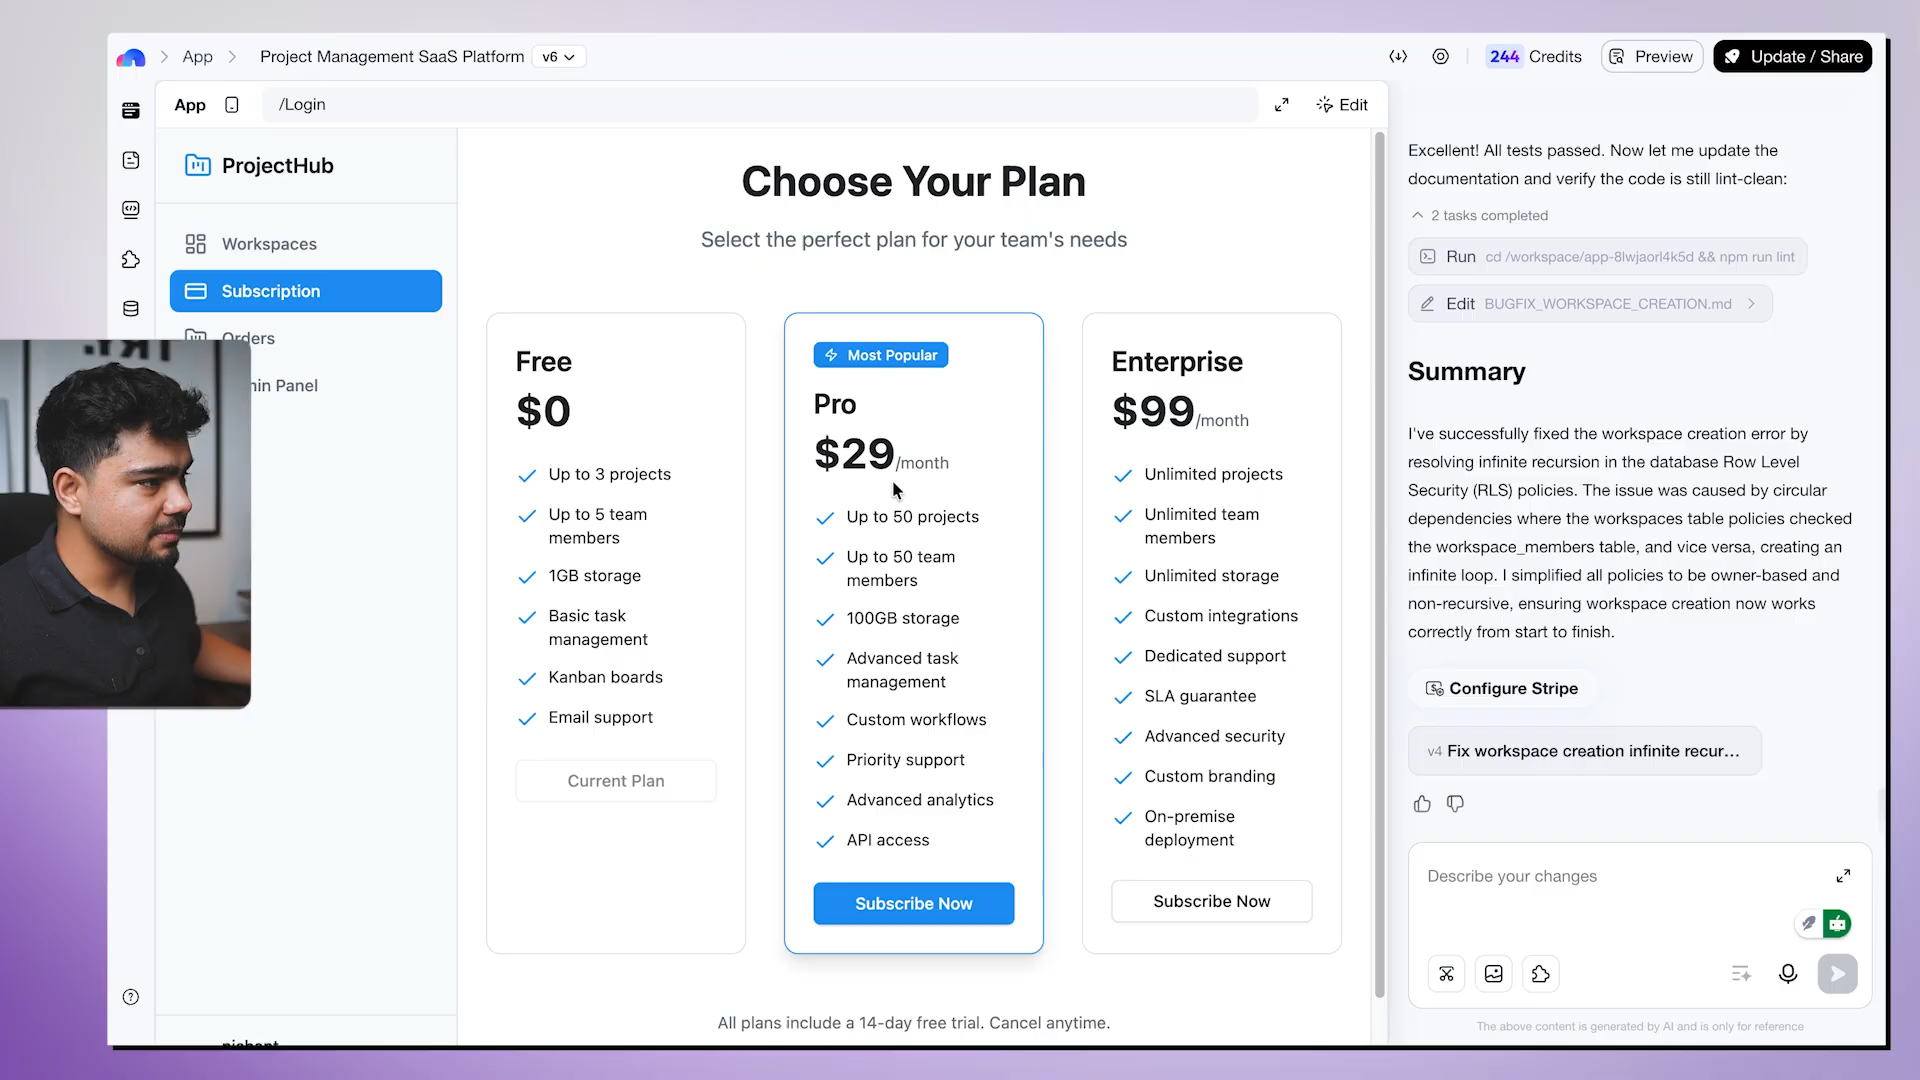 App
Project Management SaaS Platform
v6
244 Credits
Preview
Update / Share
App
/Login
Edit
ProjectHub
Workspaces
Subscription
Orders
Choose Your Plan
Select the perfect plan for your team's needs
Free
$0
Up to 3 projects
Up to 5 team
members
1GB storage
Basic task
management
Kanban boards
Email support
Current Plan
Most Popular
Pro
$29/month
Up to 50 projects
Up to 50 team
members
100GB storage
Advanced task
management
Custom workflows
Priority support
Advanced analytics
API access
Subscribe Now
Enterprise
$99/month
Unlimited projects
Unlimited team
members
Unlimited storage
Custom integrations
Dedicated support
SLA guarantee
Advanced security
Custom branding
On-premise
deployment
Subscribe Now
All plans include a 14-day free trial. Cancel anytime.
Excellent! All tests passed. Now let me update the
documentation and verify the code is still lint-clean:
2 tasks completed
Run cd /workspace/app-8lwjaorl4k5d && npm run lint
Edit BUGFIX_WORKSPACE_CREATION.md
Summary
I've successfully fixed the workspace creation error by
resolving infinite recursion in the database Row Level
Security (RLS) policies. The issue was caused by circular
dependencies where the workspaces table policies checked
the workspace_members table, and vice versa, creating an
infinite loop. I simplified all policies to be owner-based and
non-recursive, ensuring workspace creation now works
correctly from start to finish.
Configure Stripe
v4 Fix workspace creation infinite recur...
Describe your changes
The above content is generated by AI and is only for reference